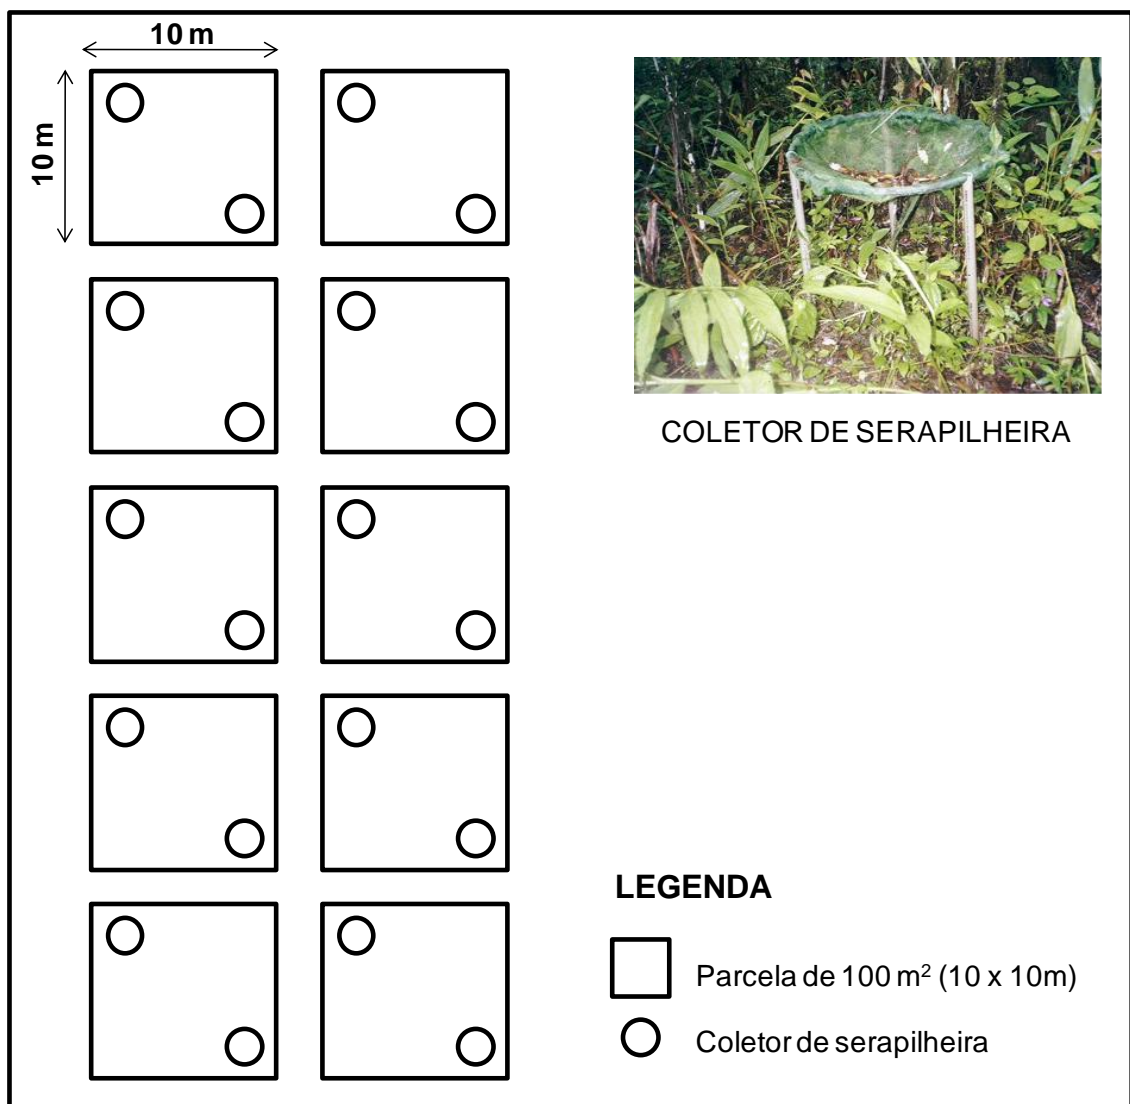 10 m
10 m
COLETOR DE SERAPILHEIRA
LEGENDA
Parcela de 100 m² (10 x 10m)
Coletor de serapilheira